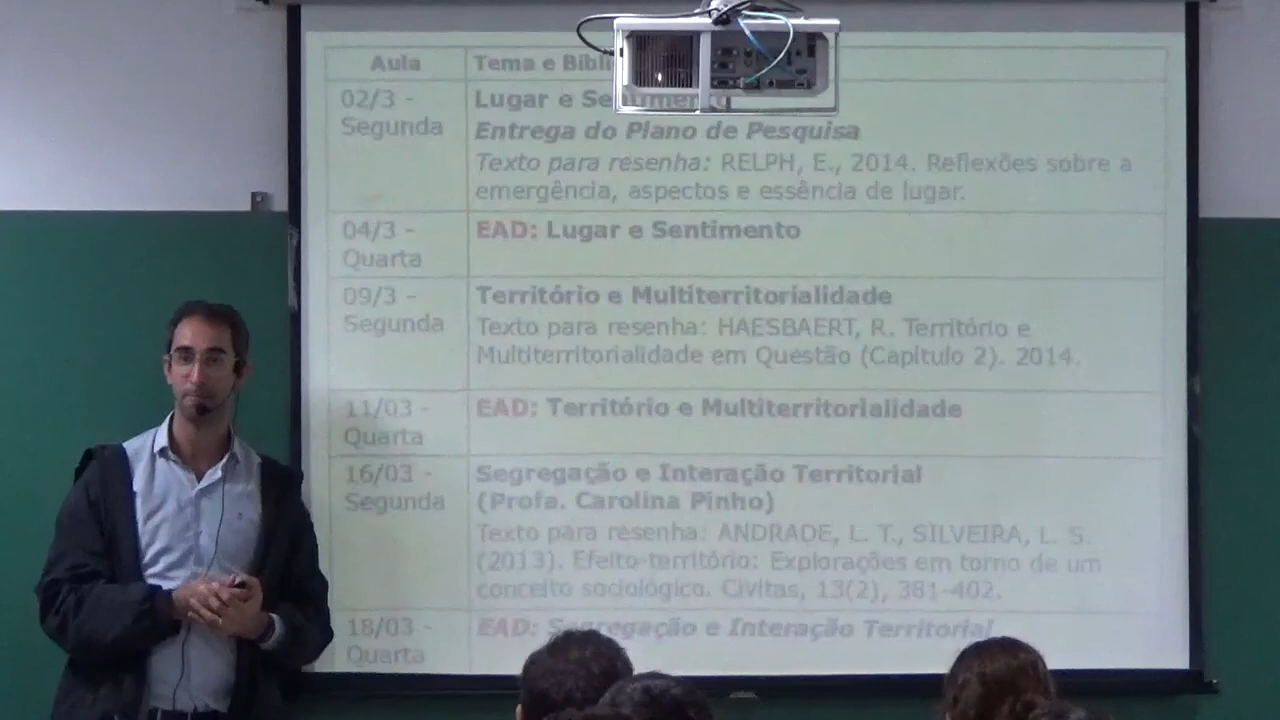 Aula
Tema e Bibli
02/3 -
Segunda
Lugar e Sentimento
Entrega do Plano de Pesquisa
Texto para resenha: RELPH, E., 2014. Reflexões sobre a
emergência, aspectos e essência de lugar.
04/3 -
Quarta
EAD: Lugar e Sentimento
09/3 -
Segunda
Território e Multiterritorialidade
Texto para resenha: HAESBAERT, R. Território e
Multiterritorialidade em Questão (Capitulo 2). 2014.
11/03 -
Quarta
EAD: Território e Multiterritorialidade
16/03 -
Segunda
Segregação e Interação Territorial
(Profa. Carolina Pinho)
Texto para resenha: ANDRADE, L. T., SILVEIRA, L. S.
(2013). Efeito-território: Explorações em torno de um
conceito sociológico. Civitas, 13(2), 381-402.
18/03 -
Quarta
EAD: Segregação e Interação Territorial